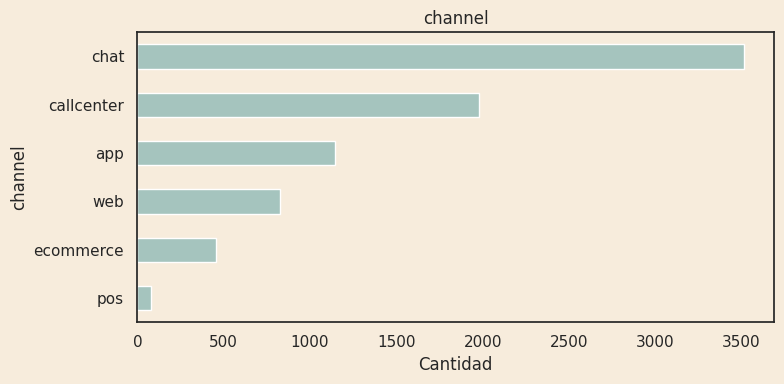 channel
chat
callcenter
app
web
ecommerce
pos
channel
0 500 1000 1500 2000 2500 3000 3500
Cantidad